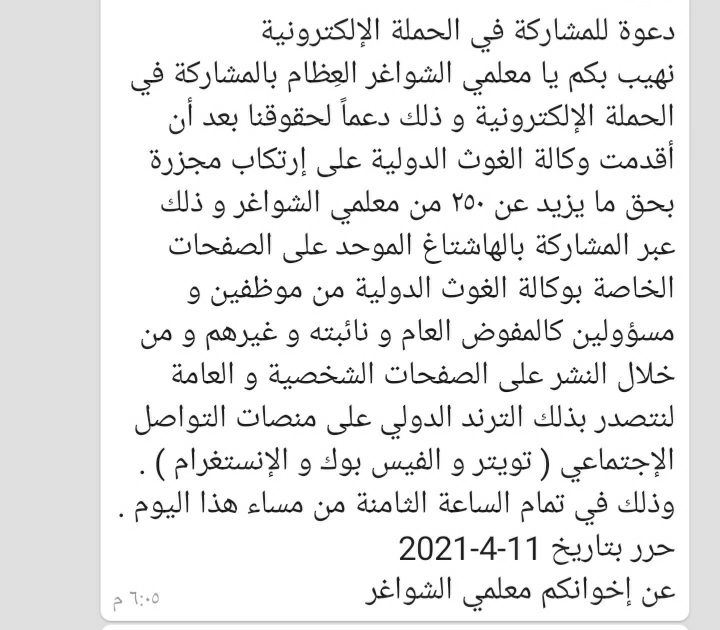 دعوة للمشاركة في الحملة الإلكترونية
نهيب بكم يا معلمي الشواغر العِظام بالمشاركة في
الحملة الإلكترونية و ذلك دعماً لحقوقنا بعد أن
أقدمت وكالة الغوث الدولية على إرتكاب مجزرة
بحق ما يزيد عن ٢٥٠ من معلمي الشواغر و ذلك
عبر المشاركة بالهاشتاغ الموحد على الصفحات
الخاصة بوكالة الغوث الدولية من موظفين و
مسؤولين كالمفوض العام و نائبته و غيرهم و من
خلال النشر على الصفحات الشخصية و العامة
لنتصدر بذلك الترند الدولي على منصات التواصل
الإجتماعي ( تويتر و الفيس بوك و الإنستغرام ) .
وذلك في تمام الساعة الثامنة من مساء هذا اليوم .
حرر بتاريخ 11-4-2021
عن إخوانكم معلمي الشواغر
٦:٠٥ م